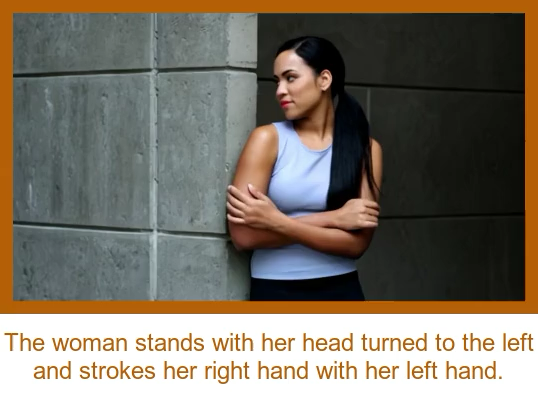 The woman stands with her head turned to the left
and strokes her right hand with her left hand.